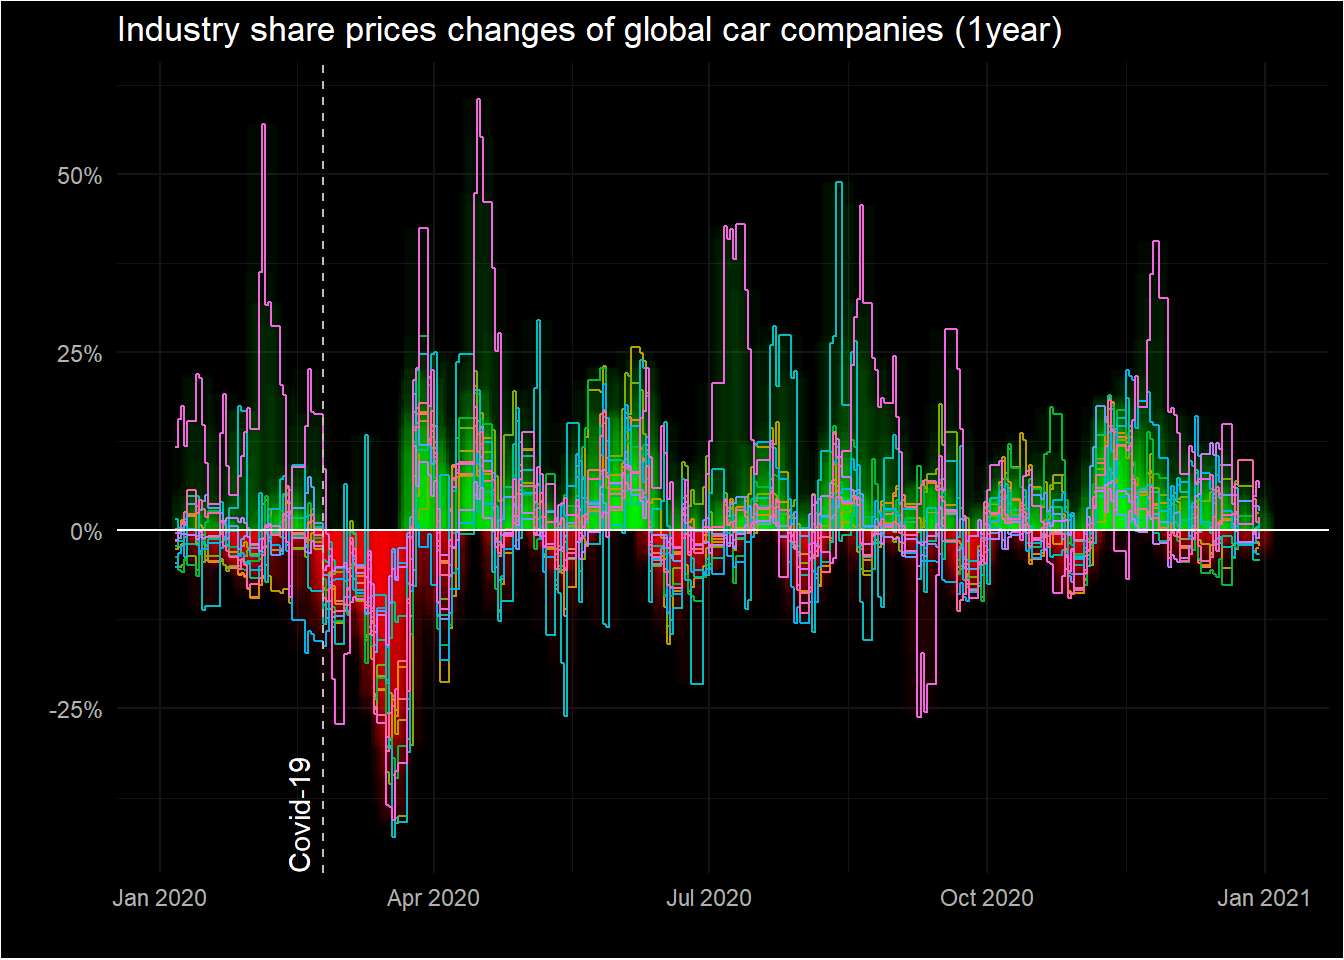 Industry share prices changes of global car companies (1year)
50%
25%
0%
-25%
Covid-19
Jan 2020
Apr 2020
Jul 2020
Oct 2020
Jan 2021